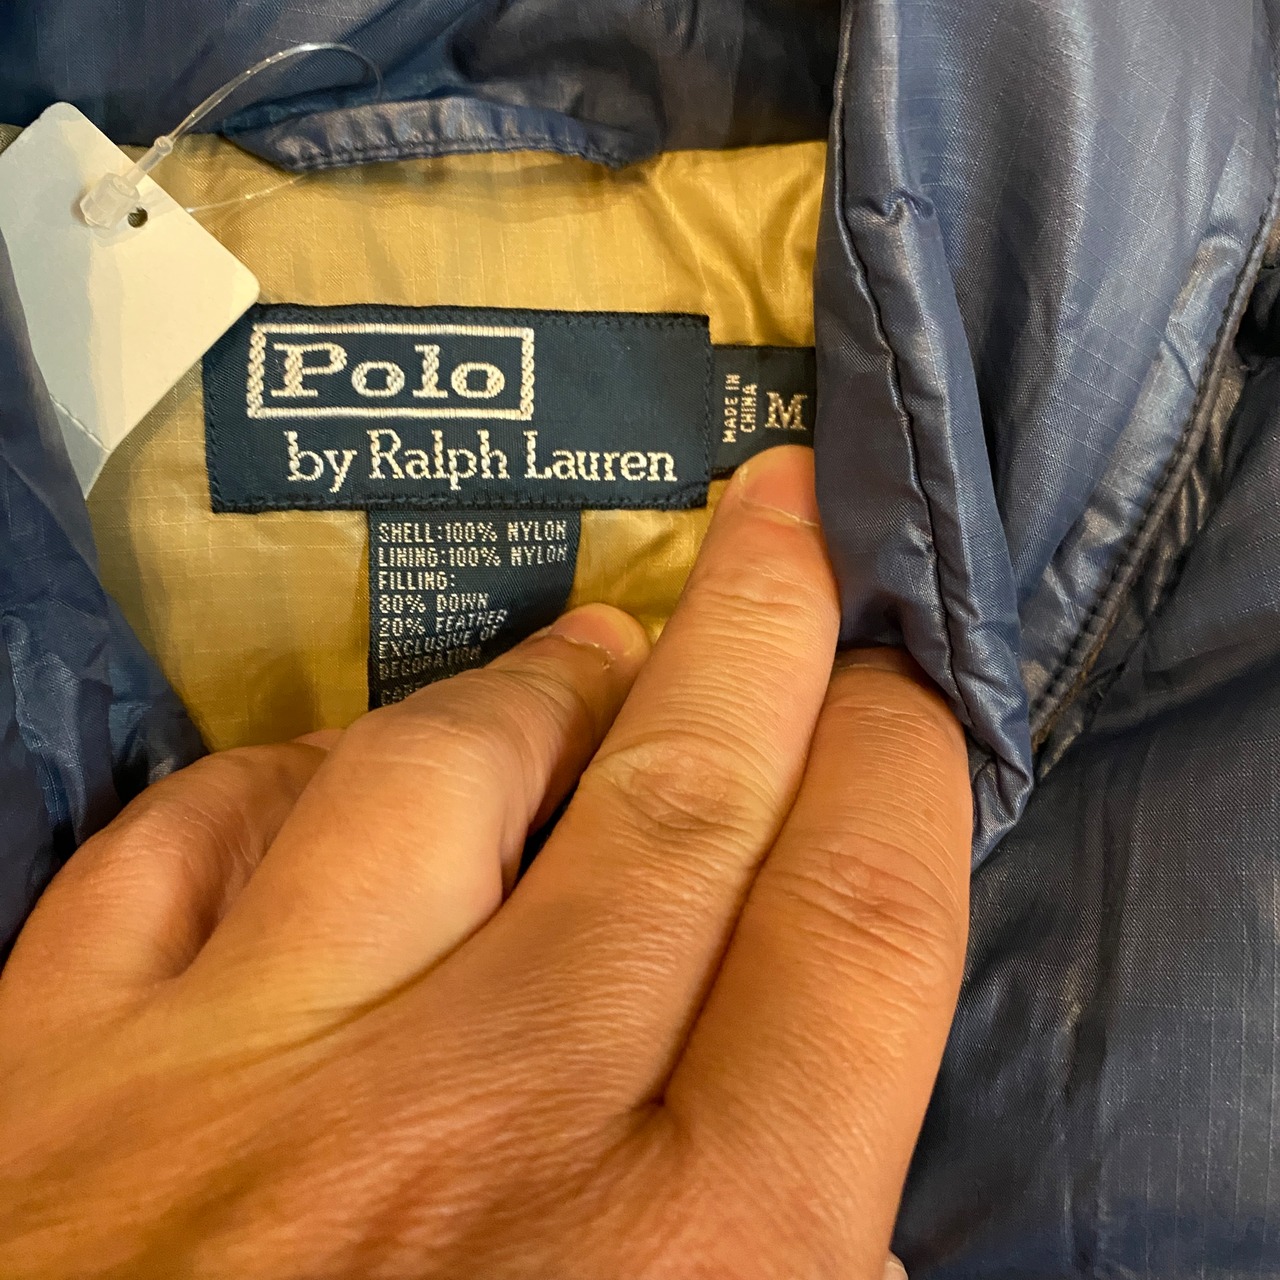 Polo
by Ralph Lauren
MADE IN
CHINA
M
SHELL:100% NYLON
LINING:100% NYLON
FILLING:
80% DOWN
20% FEATHER
EXCLUSIVE OF
DECORATION